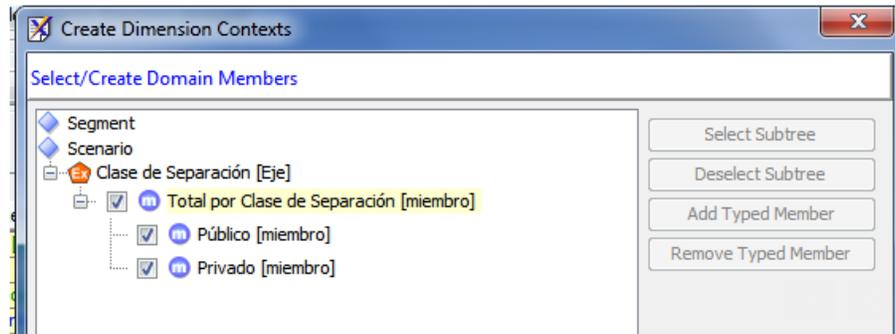 Create Dimension Contexts
Select/Create Domain Members
Segment
Scenario
Ex Clase de Separación [Eje]
m Total por Clase de Separación [miembro]
m Público [miembro]
m Privado [miembro]
Select Subtree
Deselect Subtree
Add Typed Member
Remove Typed Member